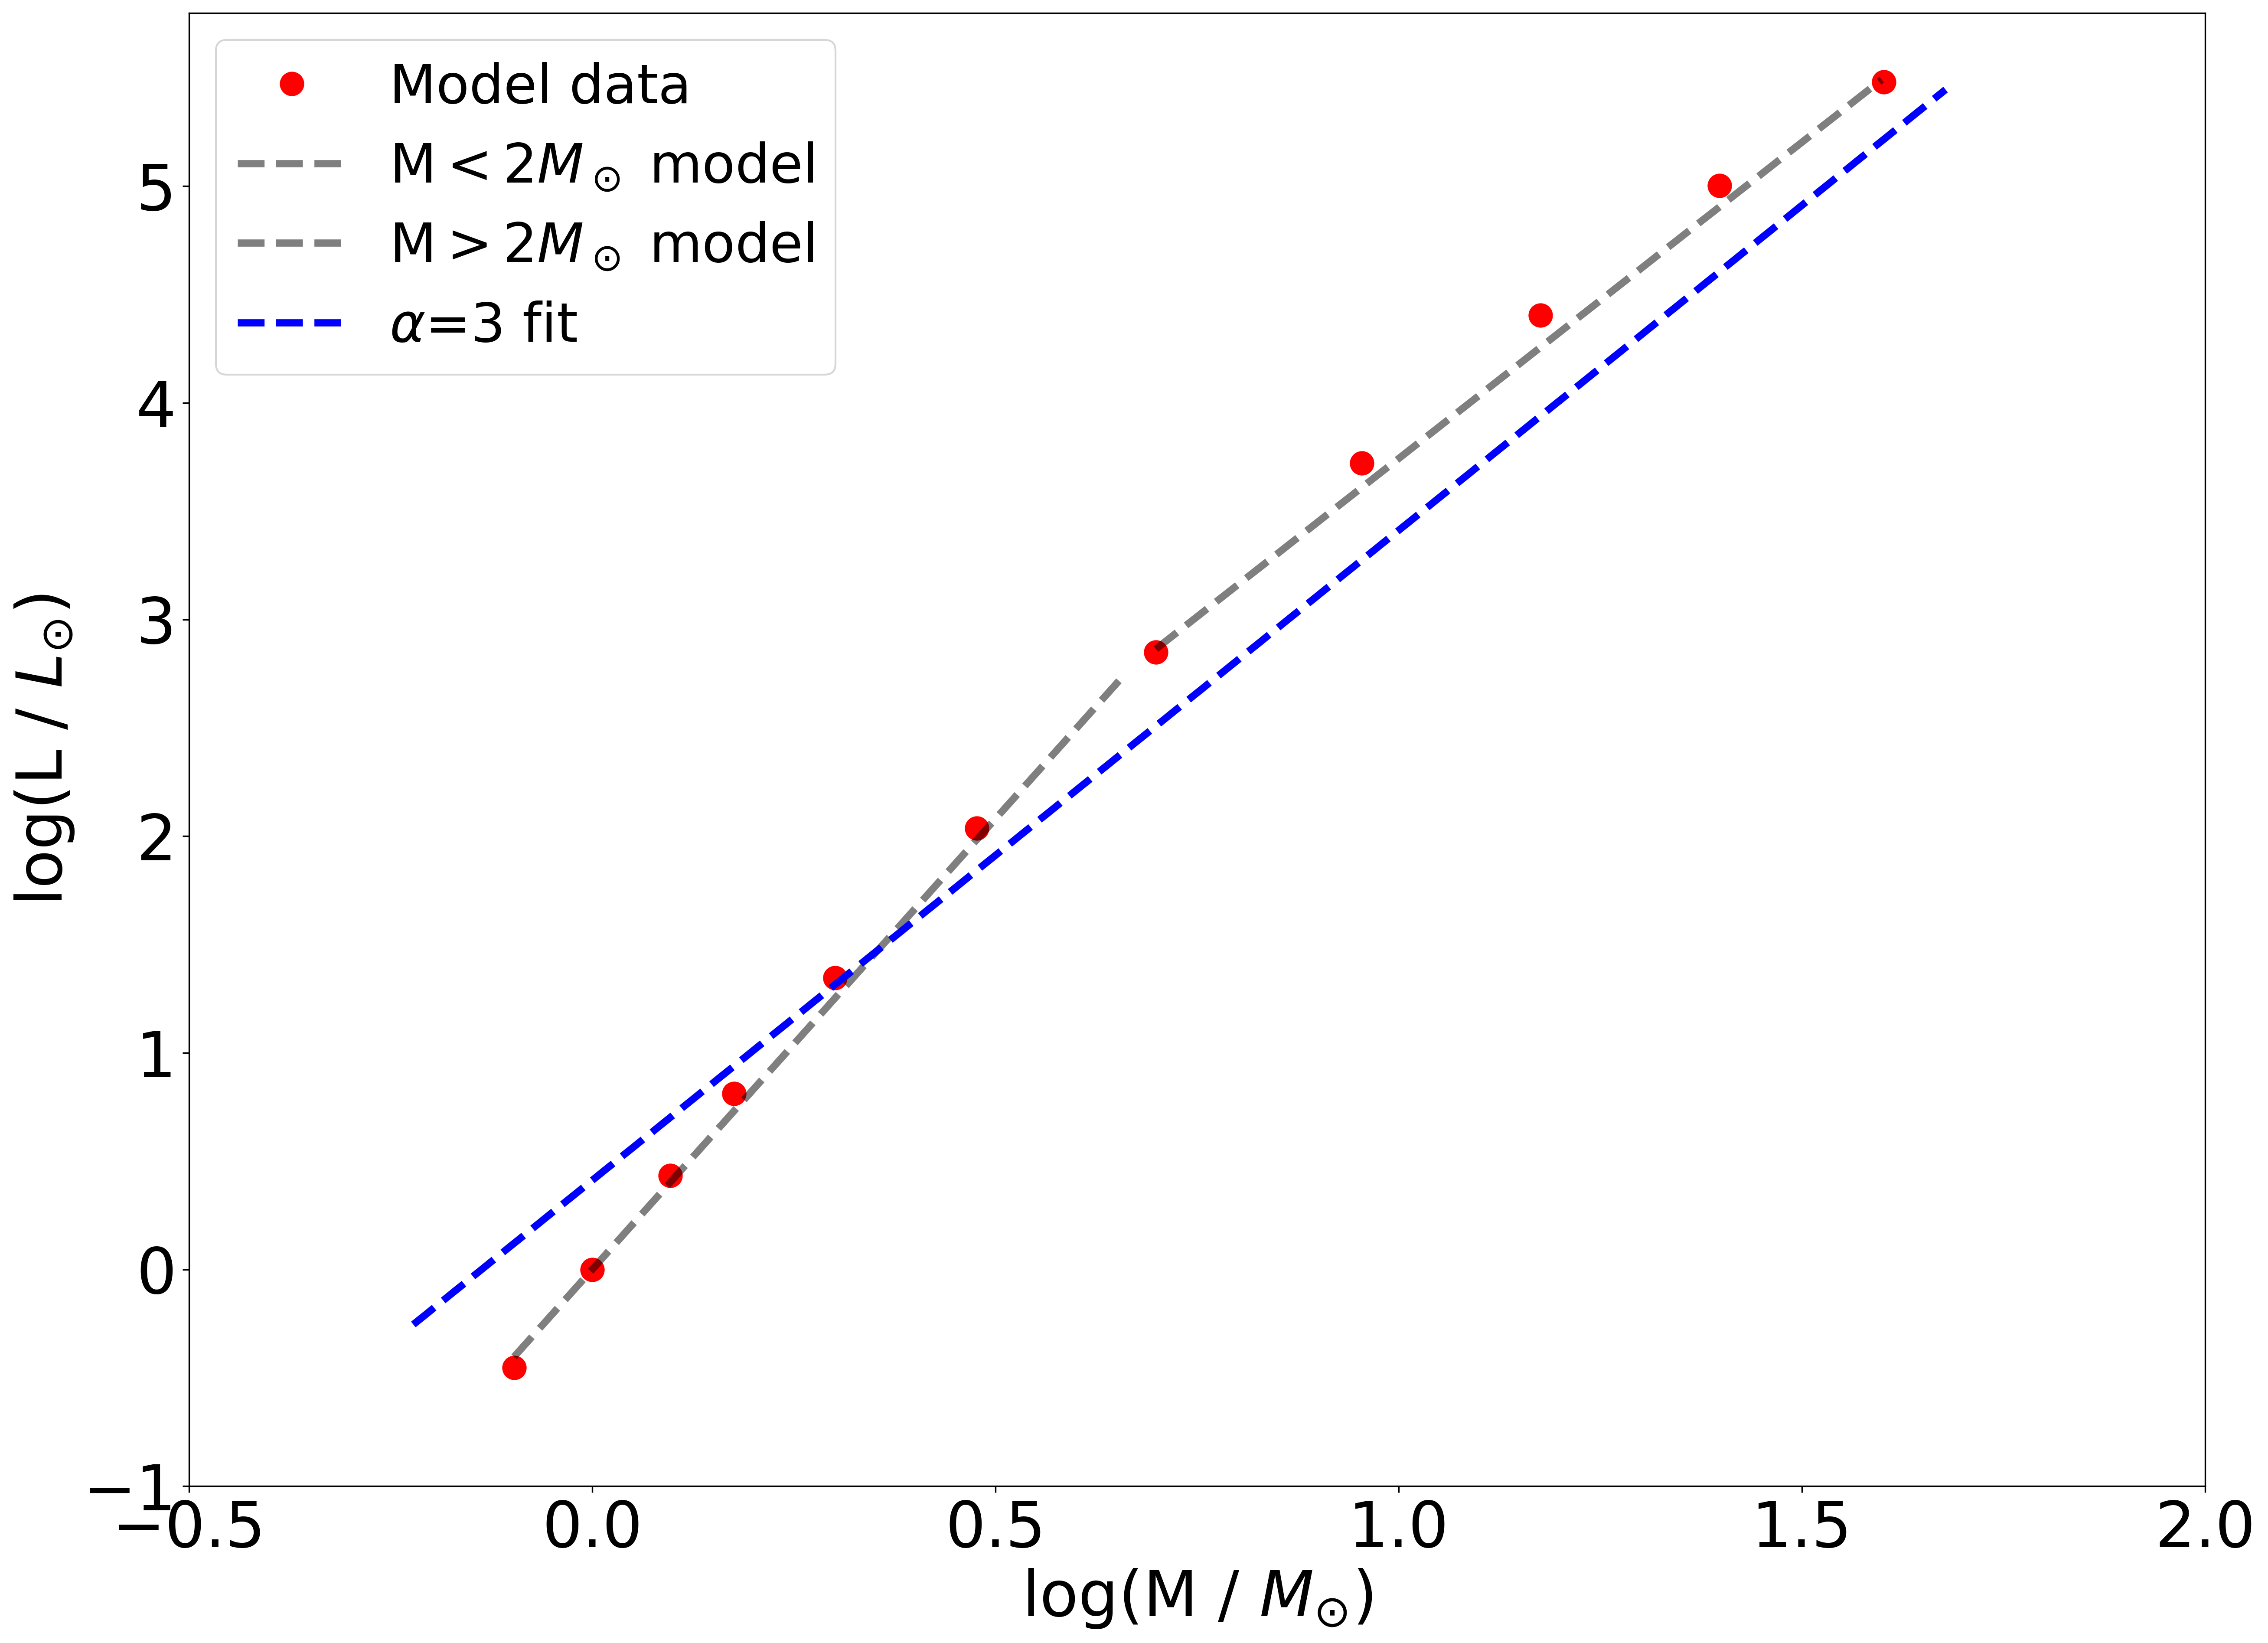 Model data
M < 2M⊙ model
M > 2M⊙ model
α=3 fit
5
4
3
2
1
0
−1
log(L / L⊙)
−0.5 0.0 0.5 1.0 1.5 2.0
log(M / M⊙)